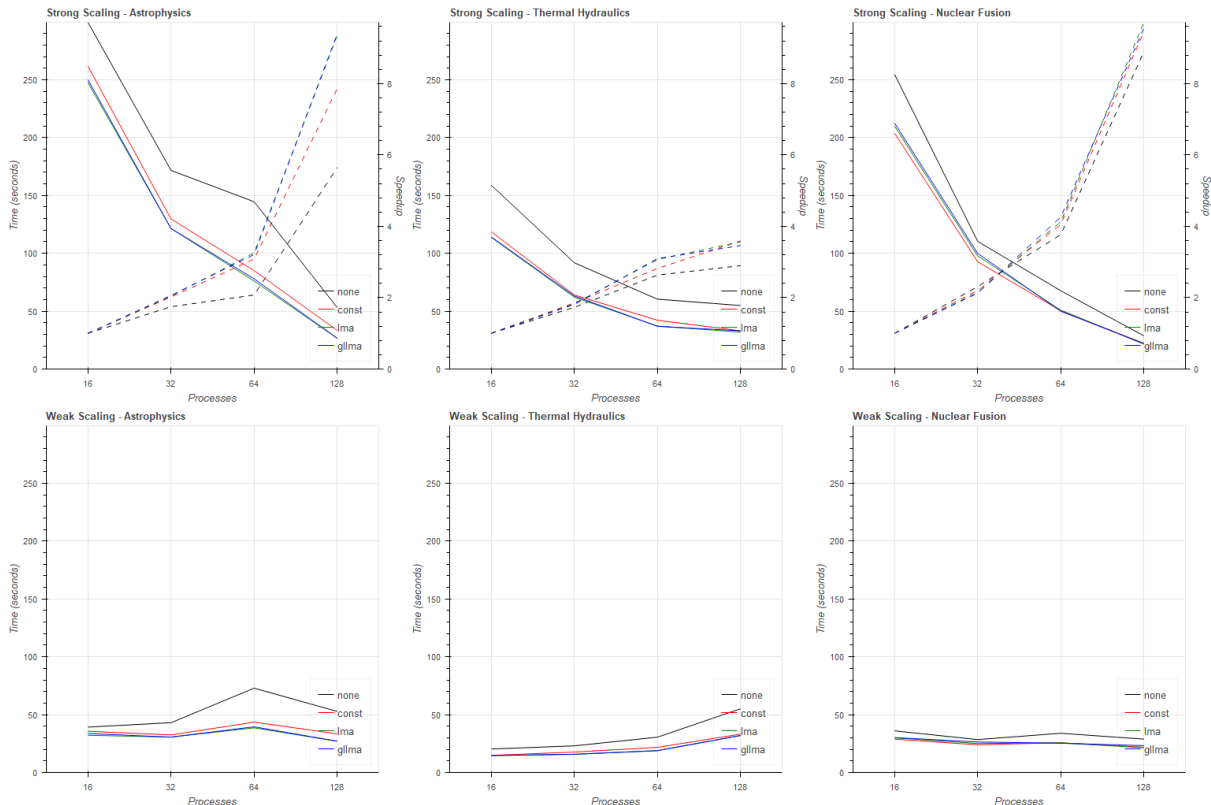 Strong Scaling - Astrophysics
Time (seconds)
250
200
150
100
50
0
8
6
4
2
0
Speedup
none
const
lma
gllma
16 32 64 128
Processes
Strong Scaling - Thermal Hydraulics
Time (seconds)
250
200
150
100
50
0
8
6
4
2
0
Speedup
none
const
lma
gllma
16 32 64 128
Processes
Strong Scaling - Nuclear Fusion
Time (seconds)
250
200
150
100
50
0
8
6
4
2
0
Speedup
none
const
lma
gllma
16 32 64 128
Processes
Weak Scaling - Astrophysics
Time (seconds)
250
200
150
100
50
0
none
const
lma
gllma
16 32 64 128
Processes
Weak Scaling - Thermal Hydraulics
Time (seconds)
250
200
150
100
50
0
none
const
lma
gllma
16 32 64 128
Processes
Weak Scaling - Nuclear Fusion
Time (seconds)
250
200
150
100
50
0
none
const
lma
gllma
16 32 64 128
Processes